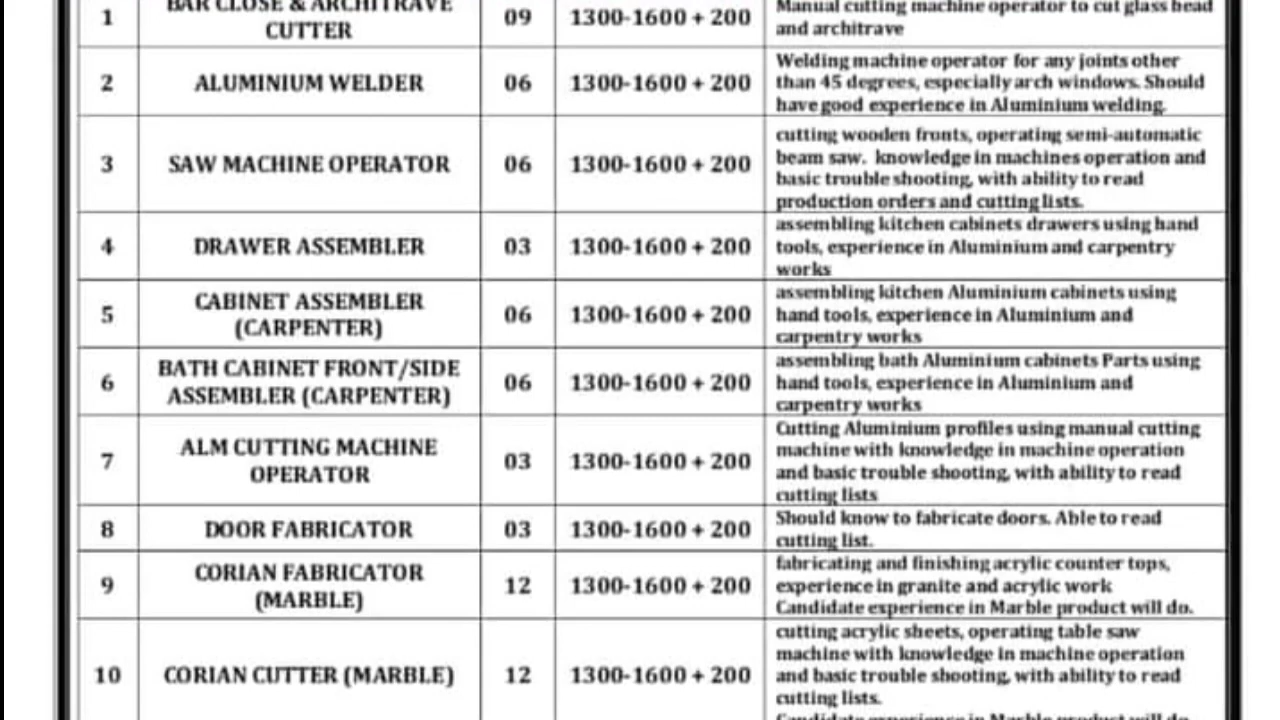 1
BAR CLOSE & ARCHITRAVE
CUTTER
09
1300-1600 + 200
Manual cutting machine operator to cut glass bead
and architrave
2
ALUMINIUM WELDER
06
1300-1600 + 200
Welding machine operator for any joints other
than 45 degrees, especially arch windows. Should
have good experience in Aluminium welding.
3
SAW MACHINE OPERATOR
06
1300-1600 + 200
cutting wooden fronts, operating semi-automatic
beam saw. knowledge in machines operation and
basic trouble shooting, with ability to read
production orders and cutting lists.
4
DRAWER ASSEMBLER
03
1300-1600 + 200
assembling kitchen cabinets drawers using hand
tools, experience in Aluminium and carpentry
works
5
CABINET ASSEMBLER
(CARPENTER)
06
1300-1600 + 200
assembling kitchen Aluminium cabinets using
hand tools, experience in Aluminium and
carpentry works
6
BATH CABINET FRONT/SIDE
ASSEMBLER (CARPENTER)
06
1300-1600 + 200
assembling bath Aluminium cabinets Parts using
hand tools, experience in Aluminium and
carpentry works
7
ALM CUTTING MACHINE
OPERATOR
03
1300-1600 + 200
Cutting Aluminium profiles using manual cutting
machine with knowledge in machine operation
and basic trouble shooting, with ability to read
cutting lists
8
DOOR FABRICATOR
03
1300-1600 + 200
Should know to fabricate doors. Able to read
cutting list.
9
CORIAN FABRICATOR
(MARBLE)
12
1300-1600 + 200
fabricating and finishing acrylic counter tops,
experience in granite and acrylic work
Candidate experience in Marble product will do.
10
CORIAN CUTTER (MARBLE)
12
1300-1600 + 200
cutting acrylic sheets, operating table saw
machine with knowledge in machine operation
and basic trouble shooting, with ability to read
cutting lists.
Candidate experience in Marble product will do